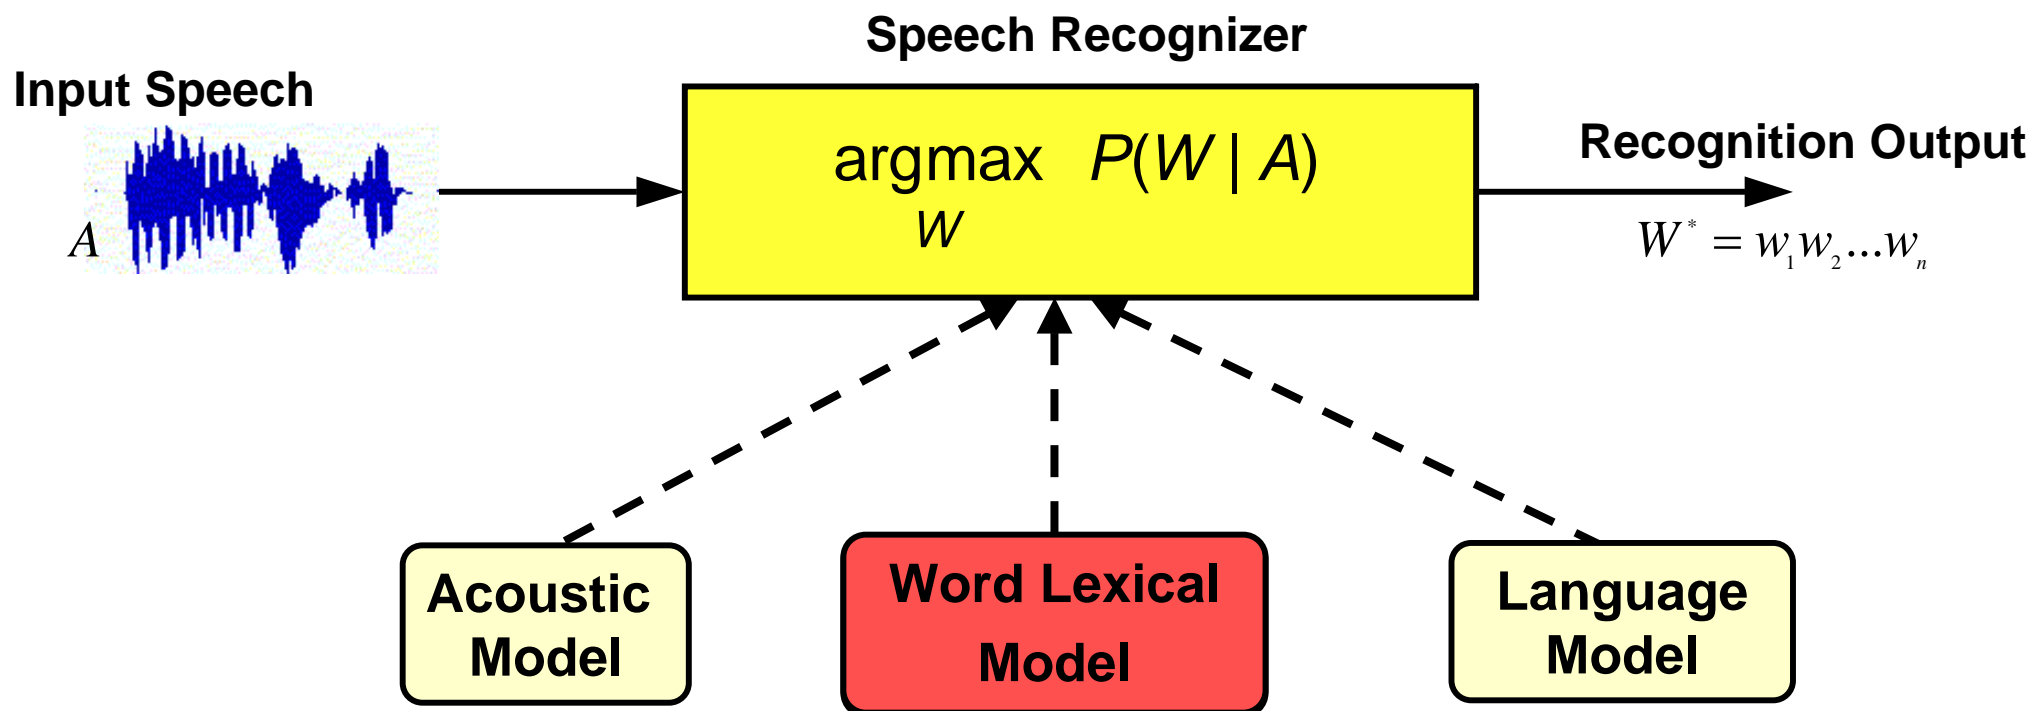 Speech Recognizer
Input Speech
A
argmax P(W | A)
W
Recognition Output
W* = w₁w₂...wₙ
Acoustic
Model
Word Lexical
Model
Language
Model